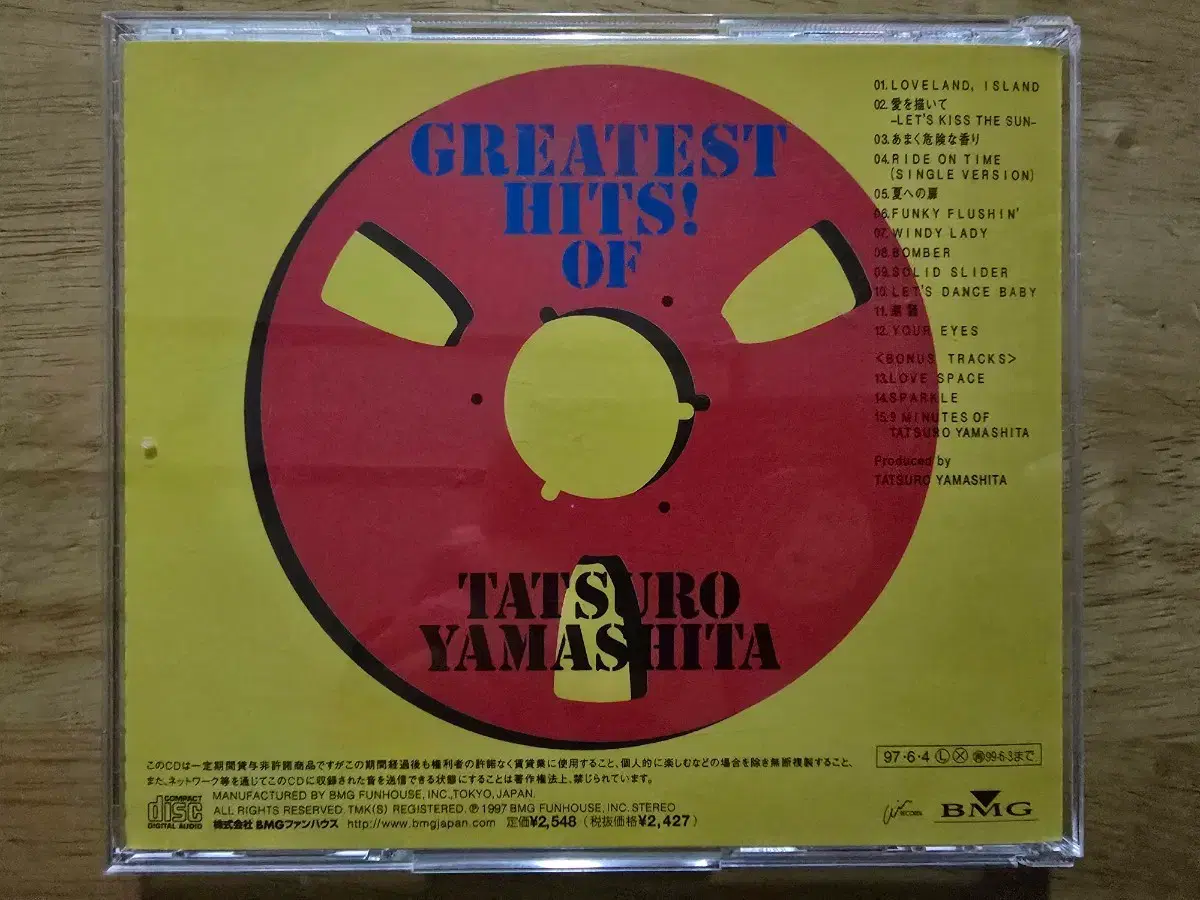 GREATEST
HITS!
OF
TATSURO
YAMASHITA
01. LOVELAND, ISLAND
02. 愛を描いて
-LET'S KISS THE SUN-
03. あまく危険な香り
04. RIDE ON TIME
(SINGLE VERSION)
05. 夏への扉
06. FUNKY FLUSHIN'
07. WINDY LADY
08. BOMBER
09. SOLID SLIDER
10. LET'S DANCE BABY
11.
12. YOUR EYES
<BONUS TRACKS>
13. LOVE SPACE
14. SPARKLE
15. 9 MINUTES OF
TATSURO YAMASHITA
Produced by
TATSURO YAMASHITA
97・6・4 Ⓛ Ⓧ 99・6・3まで
このCDは一定期間貸与非許諾商品ですがこの期間経過後も権利者の許諾なく賃貸業に使用すること、個人的に楽しむなどの場合を除き無断複製すること、
また、ネットワーク等を通じてこのCDに収録された音を送信できる状態にすることは著作権法上、禁じられています。
COMPACT
disc
DIGITAL AUDIO
MANUFACTURED BY BMG FUNHOUSE, INC.,TOKYO, JAPAN.
ALL RIGHTS RESERVED. TMK(S) REGISTERED. ℗ 1997 BMG FUNHOUSE, INC. STEREO
株式会社 BMGファンハウス http://www.bmgjapan.com 定価¥2,548 (税抜価格¥2,427)
Air RECORDS
BMG